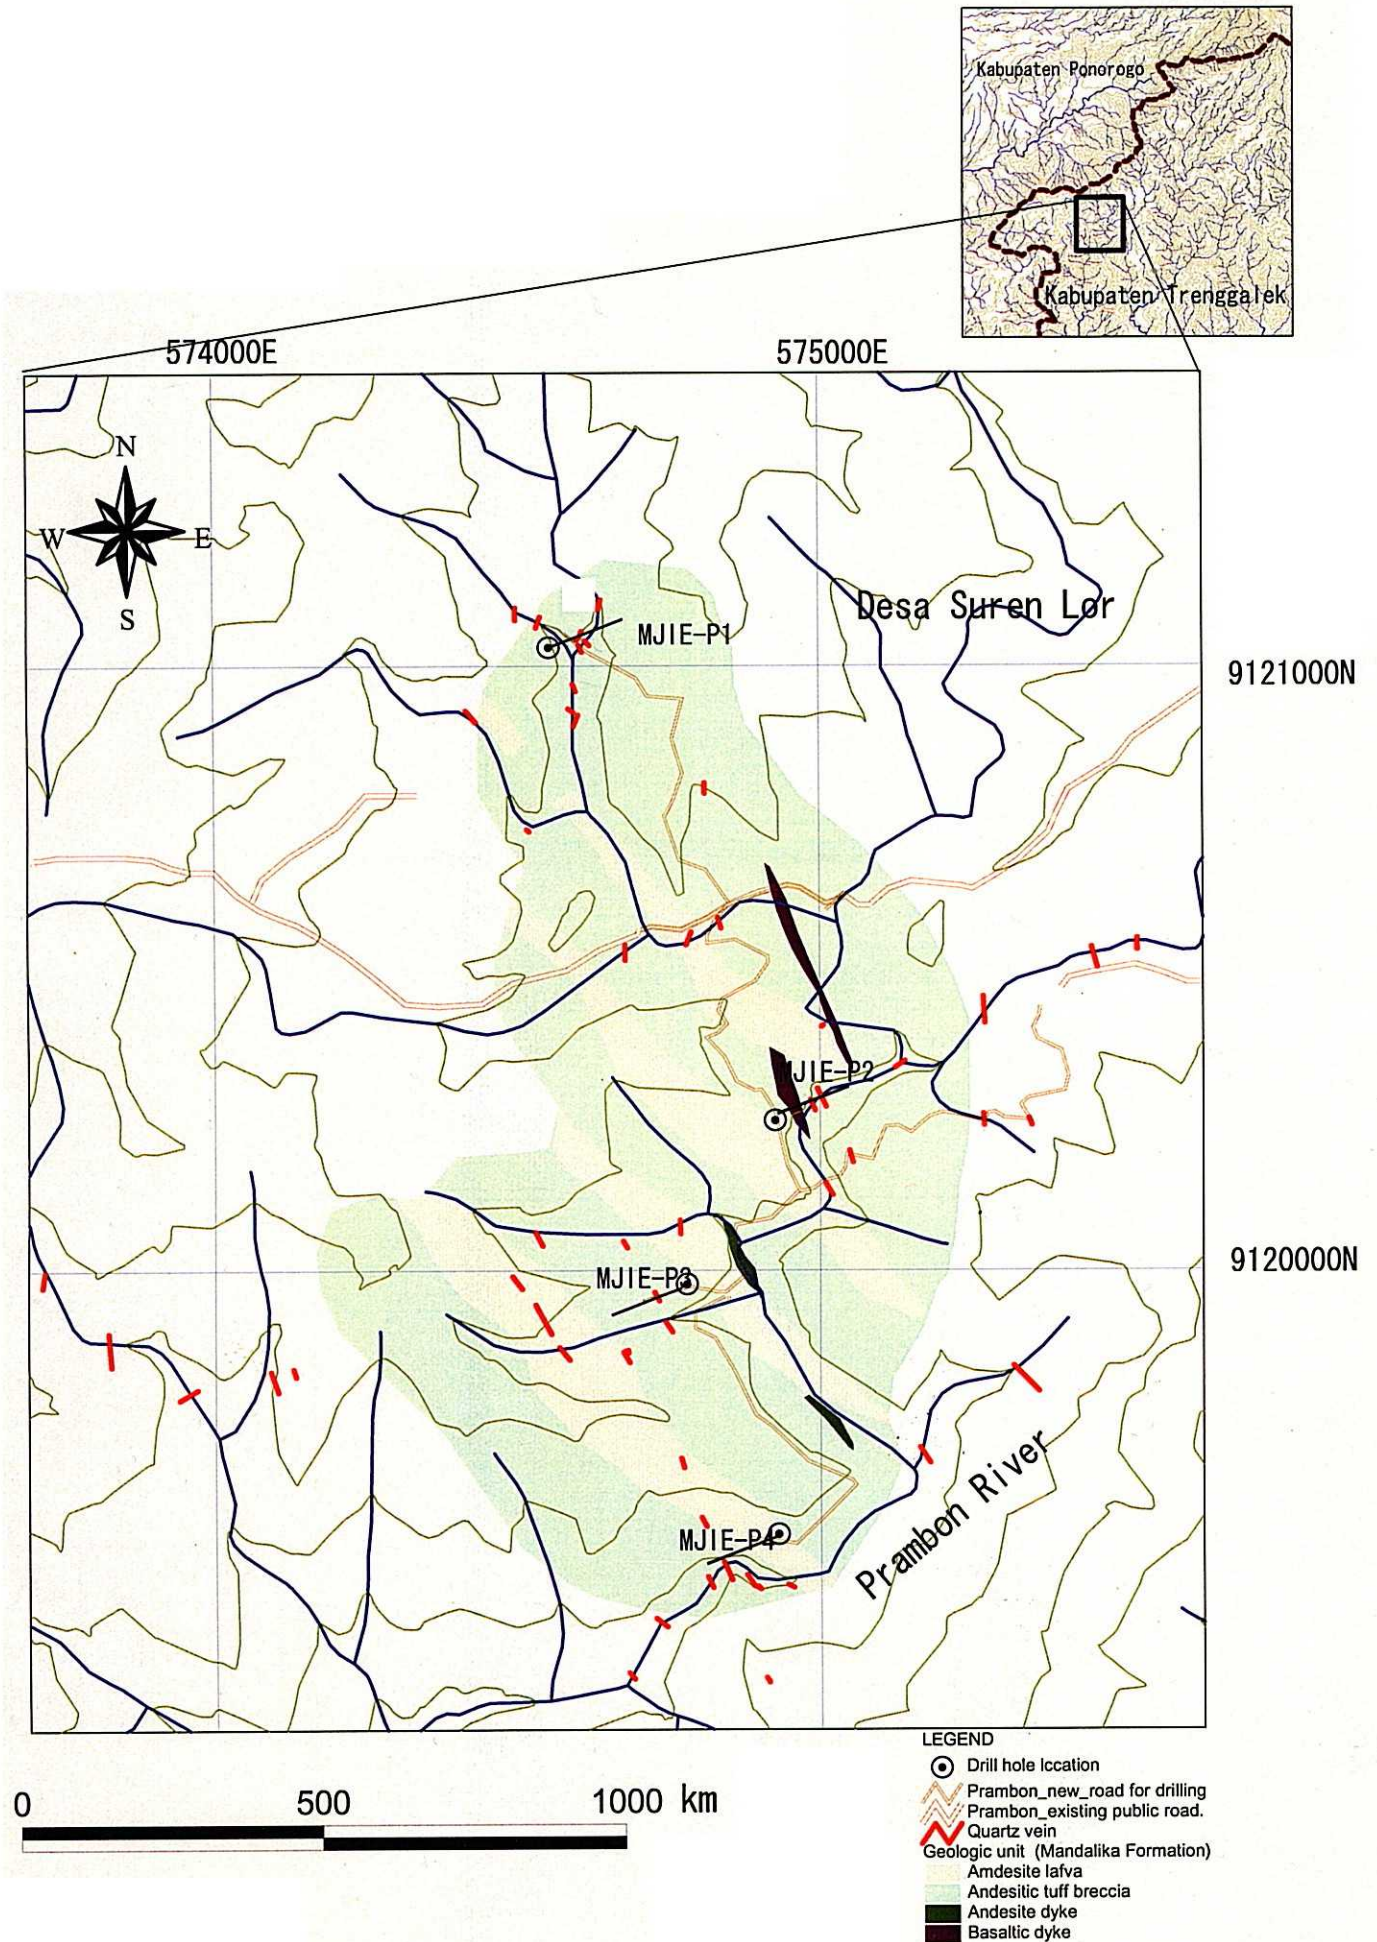 Kabupaten Ponorogo
Kabupaten Trenggalek
574000E
575000E
N
W
E
S
Desa Suren Lor
MJIE-P1
9121000N
MJIE-P2
9120000N
MJIE-P3
MJIE-P4
Prambon River
0
500
1000 km
LEGEND
Drill hole lccation
Prambon_new_road for drilling
Prambon_existing public road.
Quartz vein
Geologic unit (Mandalika Formation)
Amdesite lafva
Andesitic tuff breccia
Andesite dyke
Basaltic dyke